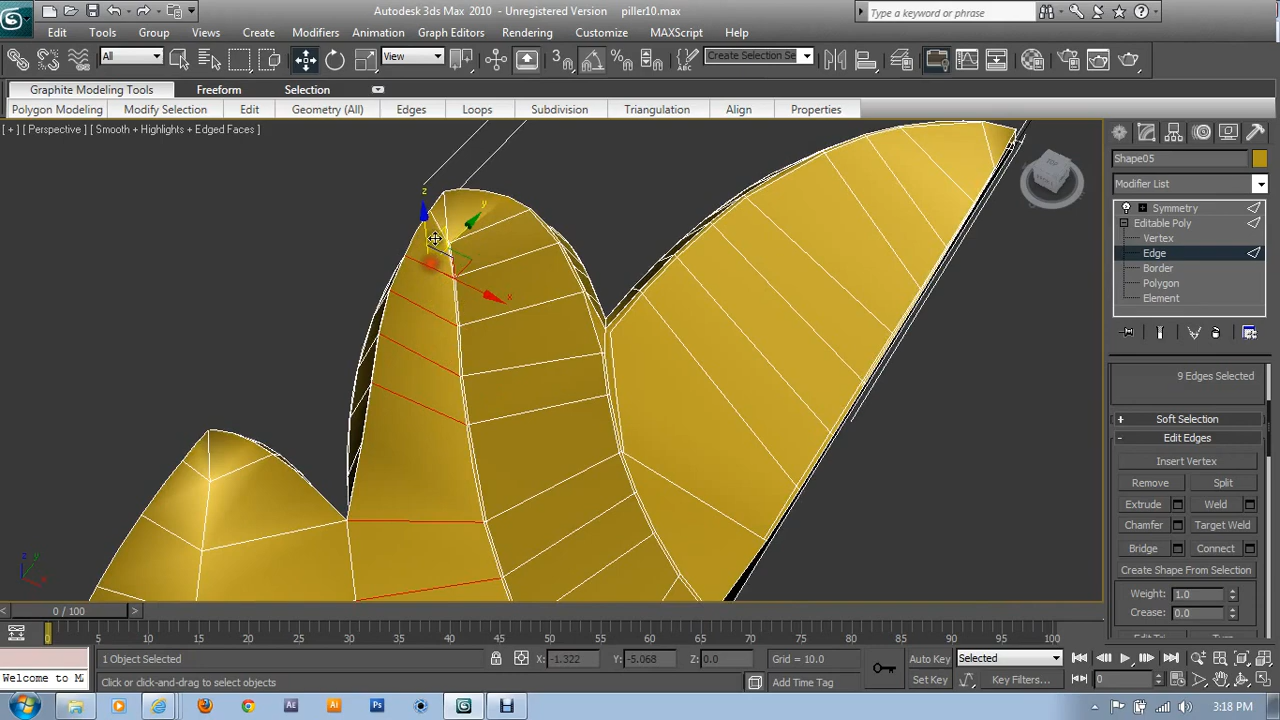 Autodesk 3ds Max 2010 - Unregistered Version piller10.max
Type a keyword or phrase
Edit Tools Group Views Create Modifiers Animation Graph Editors Rendering Customize MAXScript Help
All View Create Selection Se
Graphite Modeling Tools Freeform Selection
Polygon Modeling Modify Selection Edit Geometry (All) Edges Loops Subdivision Triangulation Align Properties
[ + ] [ Perspective ] [ Smooth + Highlights + Edged Faces ]
Shape05
Modifier List
Symmetry
Editable Poly
Vertex
Edge
Border
Polygon
Element
9 Edges Selected
+ Soft Selection
- Edit Edges
Insert Vertex
Remove Split
Extrude Weld
Chamfer Target Weld
Bridge Connect
Create Shape From Selection
Weight: 1.0
Crease: 0.0
z
y
x
z
y
x
0 / 100
0 5 10 15 20 25 30 35 40 45 50 55 60 65 70 75 80 85 90 95 100
1 Object Selected X: -1.322 Y: -5.068 Z: 0.0 Grid = 10.0 Auto Key Selected
Welcome to M
Click or click-and-drag to select objects Add Time Tag Set Key Key Filters... 0
3:18 PM